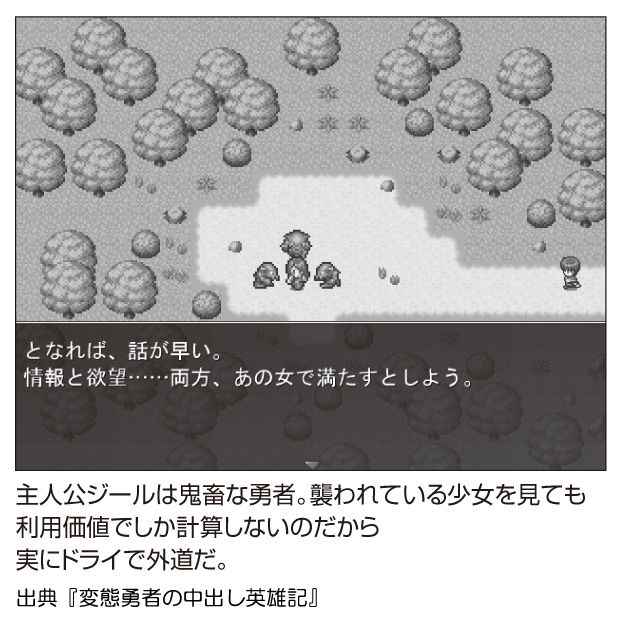 となれば、話が早い。
情報と欲望……両方、あの女で満たすとしよう。
主人公ジールは鬼畜な勇者。襲われている少女を見ても
利用価値でしか計算しないのだから
実にドライで外道だ。
出典『変態勇者の中出し英雄記』